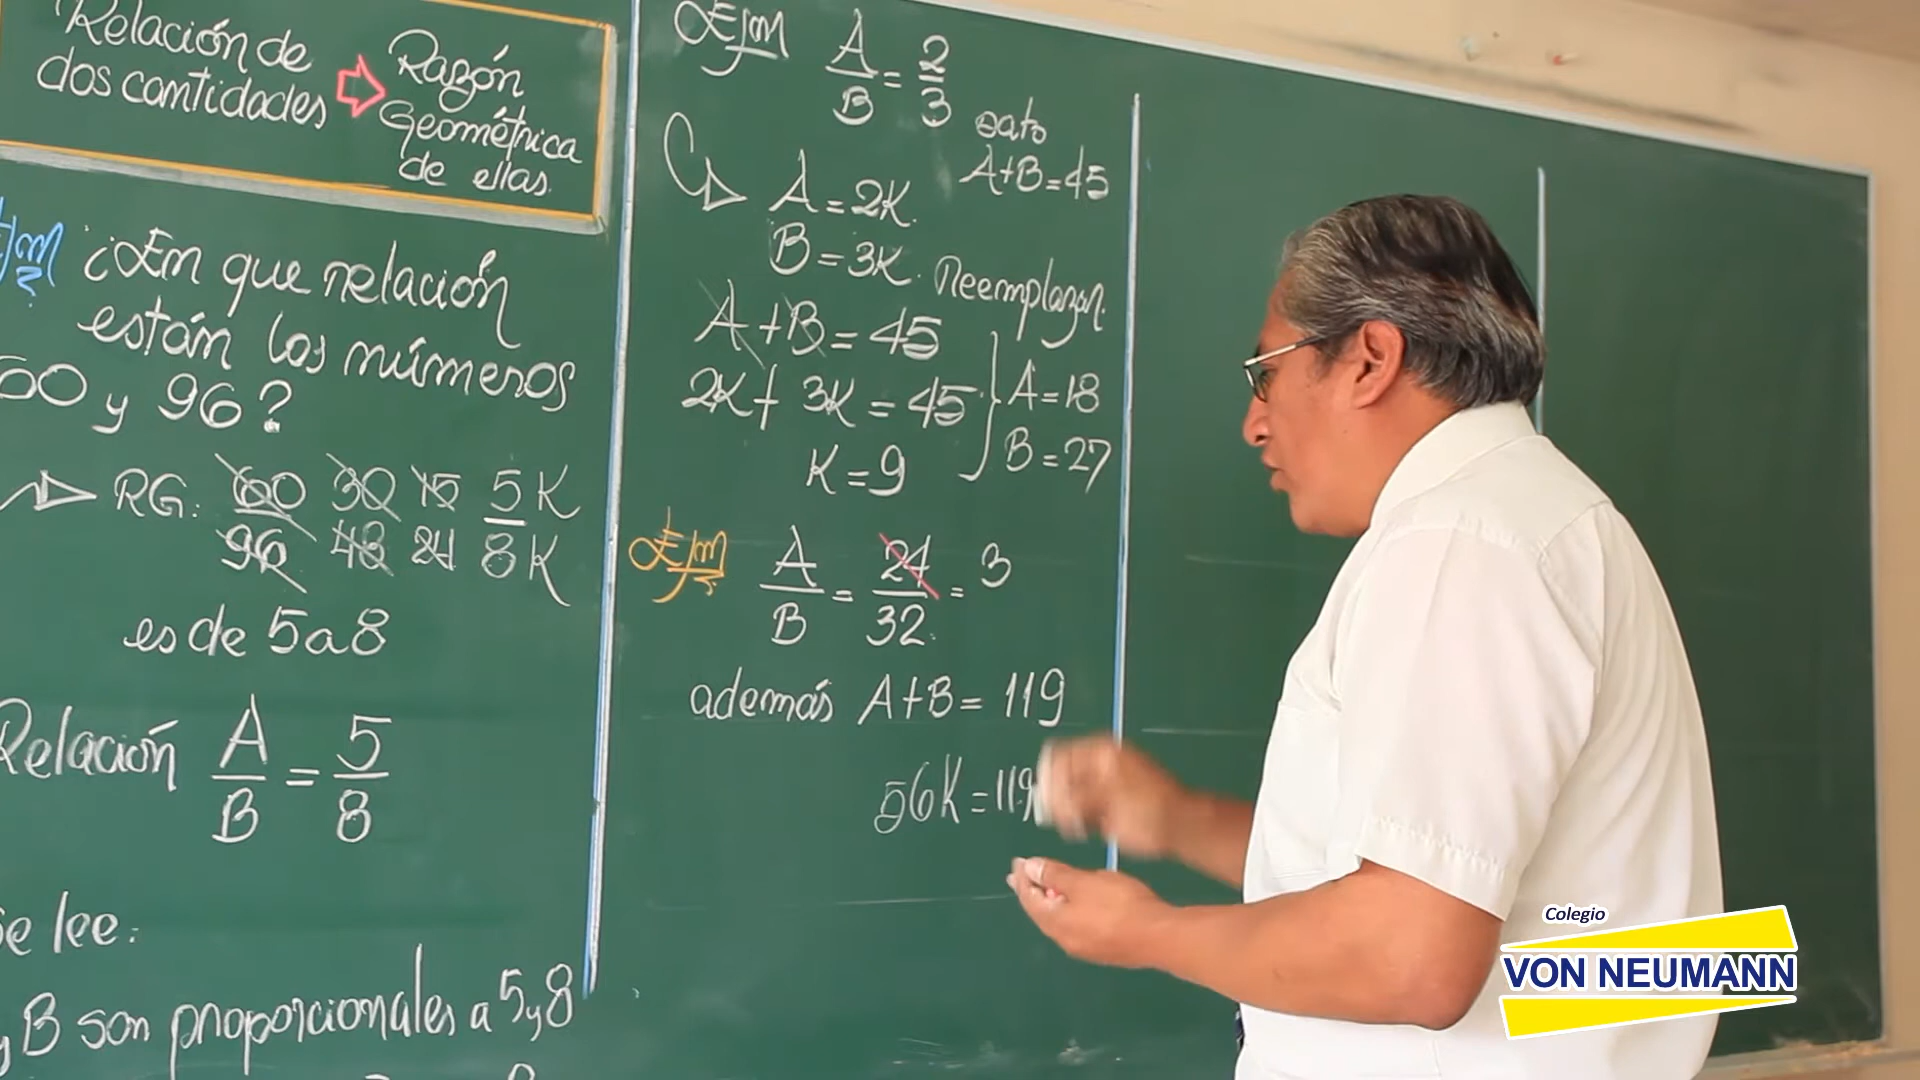 Relación de
dos cantidades
Razón
Geométrica
de ellas.
Ejm
¿En que relación
están los números
60 y 96?
RG: 60 30 15 5K
96 48 24 8K
es de 5 a 8
Relación A/B = 5/8
Se lee:
y B son proporcionales a 5 y 8
Ejm A/B = 2/3
dato
A+B=45
A=2K.
B=3K. Reemplazan.
A+B=45
2K+3K=45
K=9
A=18
B=27
Ejm A/B = 24/32 = 3
además A+B=119
56K=119
Colegio
VON NEUMANN